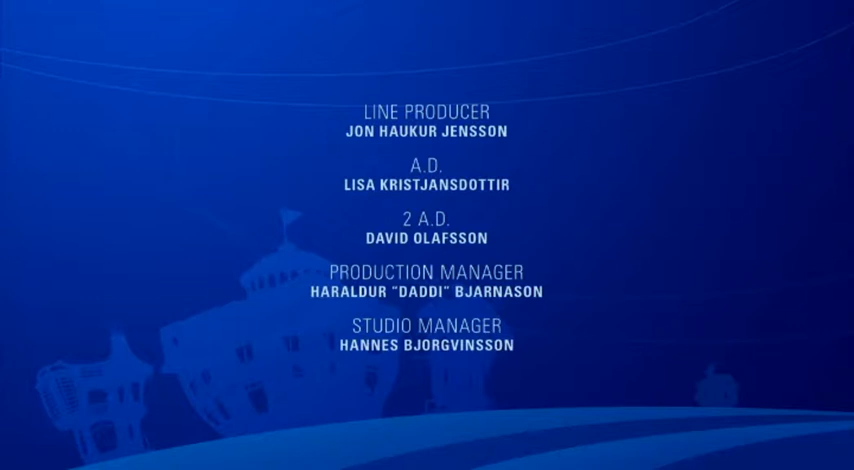 LINE PRODUCER
JON HAUKUR JENSSON
A.D.
LISA KRISTJANSDOTTIR
2 A.D.
DAVID OLAFSSON
PRODUCTION MANAGER
HARALDUR "DADDI" BJARNASON
STUDIO MANAGER
HANNES BJORGVINSSON